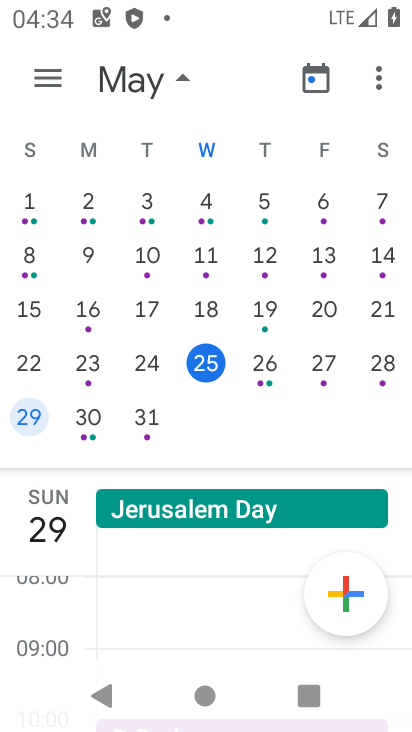 04:34 LTE
May
S M T W T F S
1 2 3 4 5 6 7
8 9 10 11 12 13 14
15 16 17 18 19 20 21
22 23 24 25 26 27 28
29 30 31
SUN
29
Jerusalem Day
08:00
09:00
10:00